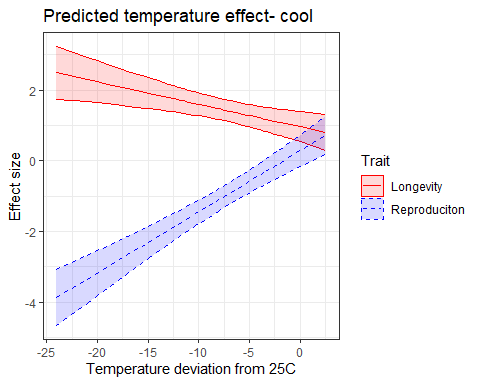 Predicted temperature effect- cool
2
0
-2
-4
Effect size
-25
-20
-15
-10
-5
0
Temperature deviation from 25C
Trait
Longevity
Reproduciton